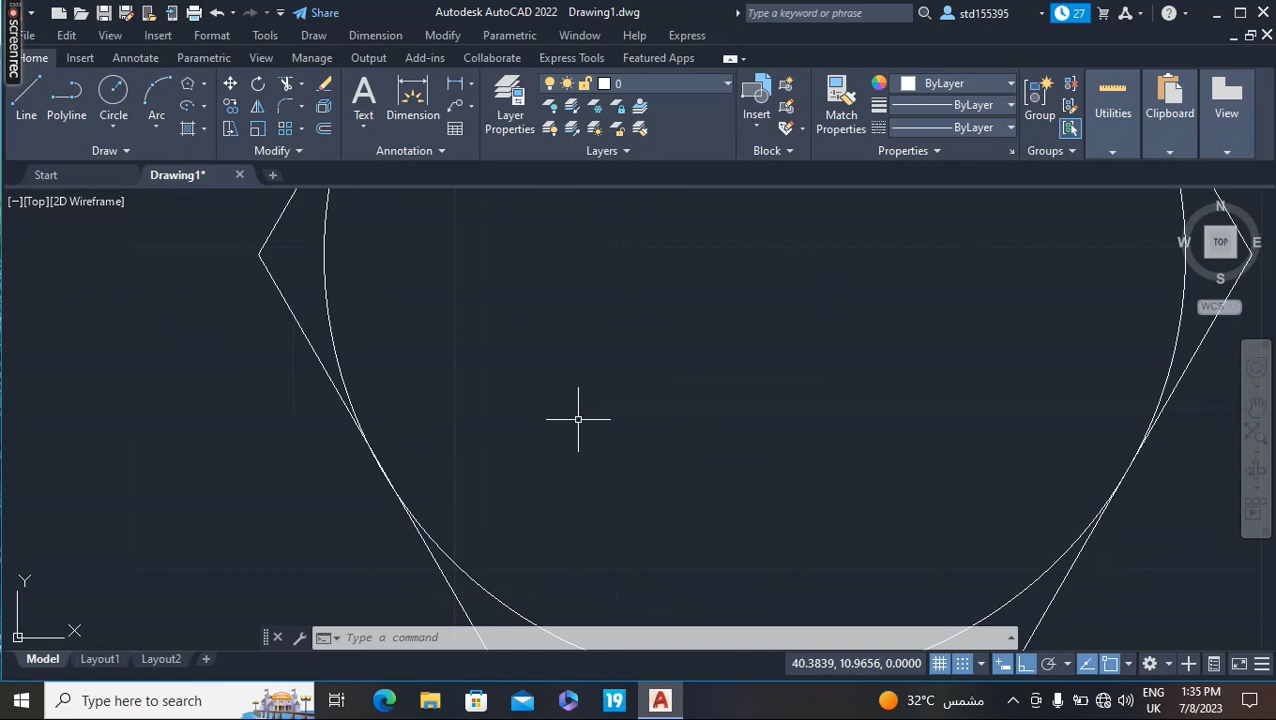 screenrec
Autodesk AutoCAD 2022 Drawing1.dwg
Share
Type a keyword or phrase
std155395
27
Edit View Insert Format Tools Draw Dimension Modify Parametric Window Help Express
Home Insert Annotate Parametric View Manage Output Add-ins Collaborate Express Tools Featured Apps
Line Polyline Circle Arc
Text Dimension
Layer Properties
0
Insert
Match Properties
ByLayer
ByLayer
ByLayer
Group
Utilities Clipboard View
Draw Modify Annotation Layers Block Properties Groups
Start Drawing1*
[−][Top][2D Wireframe]
N
W TOP E
S
WCS
Y
X
Type a command
Model Layout1 Layout2
40.3839, 10.9656, 0.0000
Type here to search
19
A
32°C مشمس
ENG
UK
1:35 PM
7/8/2023